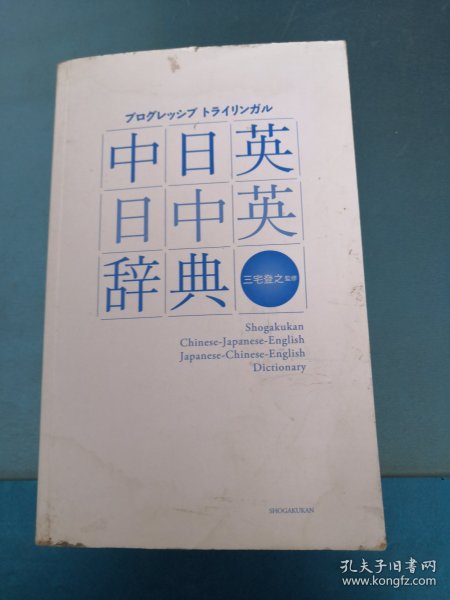 プログレッシブ トライリンガル
中日英
日中英
辞典
三宅登之 監修
Shogakukan
Chinese-Japanese-English
Japanese-Chinese-English
Dictionary
SHOGAKUKAN
孔夫子旧书网
www.kongfz.com